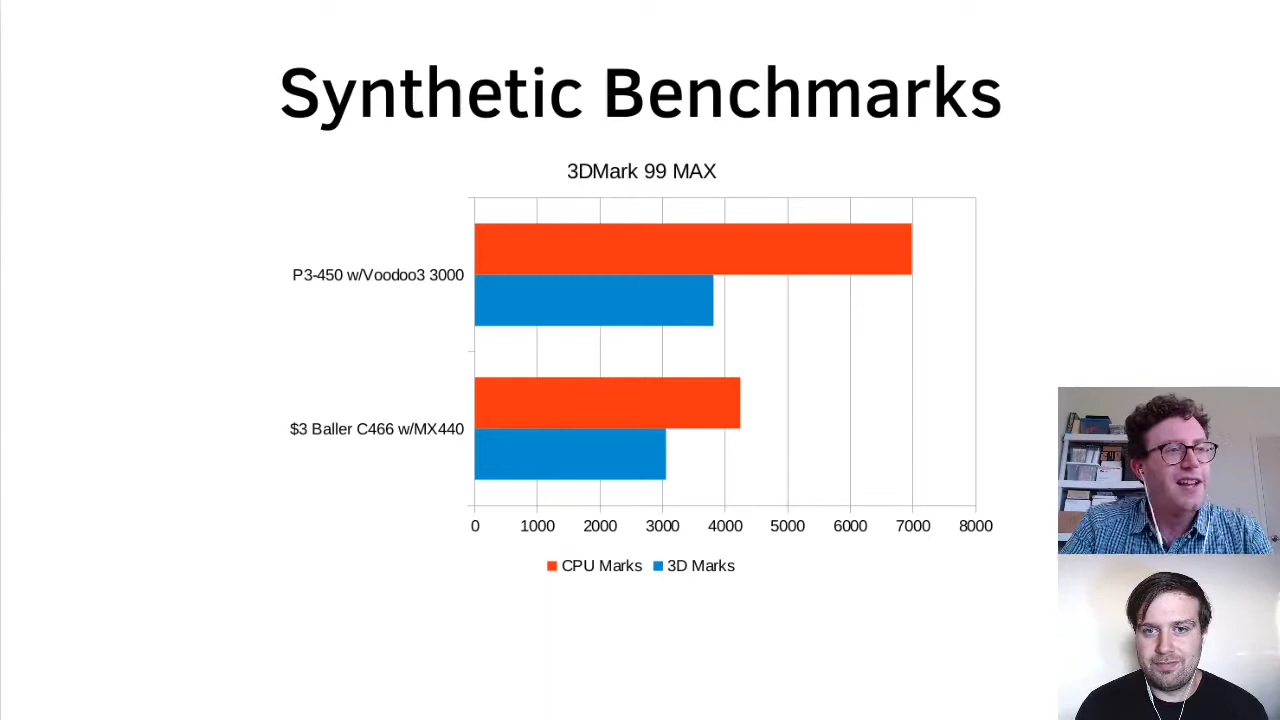 Synthetic Benchmarks
3DMark 99 MAX
P3-450 w/Voodoo3 3000
$3 Baller C466 w/MX440
0 1000 2000 3000 4000 5000 6000 7000 8000
CPU Marks 3D Marks